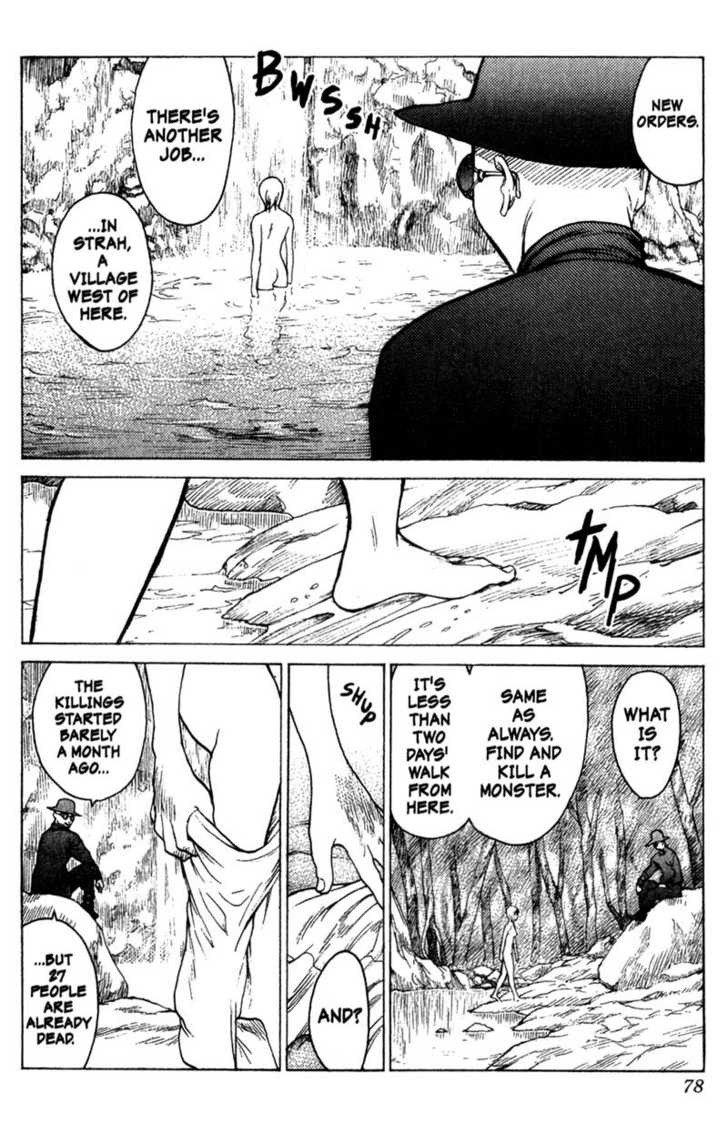 NEW
ORDERS.
BWSSH
THERE'S
ANOTHER
JOB...
...IN
STRAH,
A
VILLAGE
WEST OF
HERE.
TMP
WHAT
IS
IT?
SAME
AS
ALWAYS.
FIND AND
KILL A
MONSTER.
IT'S
LESS
THAN
TWO
DAYS'
WALK
FROM
HERE.
SHUP
AND?
THE
KILLINGS
STARTED
BARELY
A MONTH
AGO...
...BUT
27
PEOPLE
ARE
ALREADY
DEAD.
78